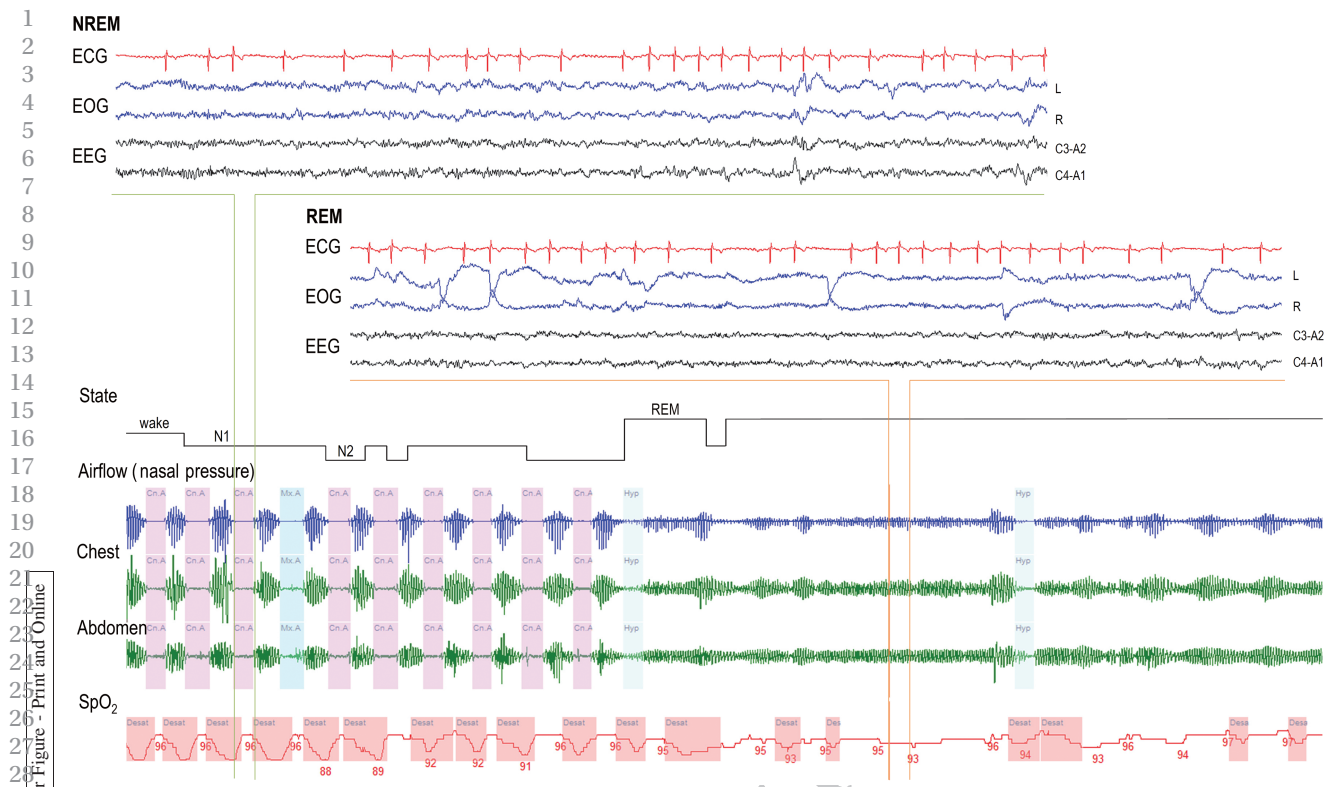 1
2
3
4
5
6
7
8
9
10
11
12
13
14
15
16
17
18
19
20
21
22
23
24
25
26
27
28
r Figure - Print and Online
NREM
ECG
EOG
L
R
EEG
C3-A2
C4-A1
REM
ECG
EOG
L
R
EEG
C3-A2
C4-A1
State
wake
N1
N2
REM
Airflow (nasal pressure)
Cn.A Cn.A Cn.A Mx.A Cn.A Cn.A Cn.A Cn.A Cn.A Cn.A Hyp Hyp
Chest
Cn.A Cn.A Cn.A Mx.A Cn.A Cn.A Cn.A Cn.A Cn.A Cn.A Hyp Hyp
Abdomen
Cn.A Cn.A Cn.A Mx.A Cn.A Cn.A Cn.A Cn.A Cn.A Cn.A Hyp Hyp
SpO2
Desat Desat Desat Desat Desat Desat Desat Desat Desat Desat Desat Desat Desat Des Desat Desat Desa Desa
96 96 96 96 88 89 92 92 91 96 96 95 95 93 95 95 93 96 94 93 96 94 97 97